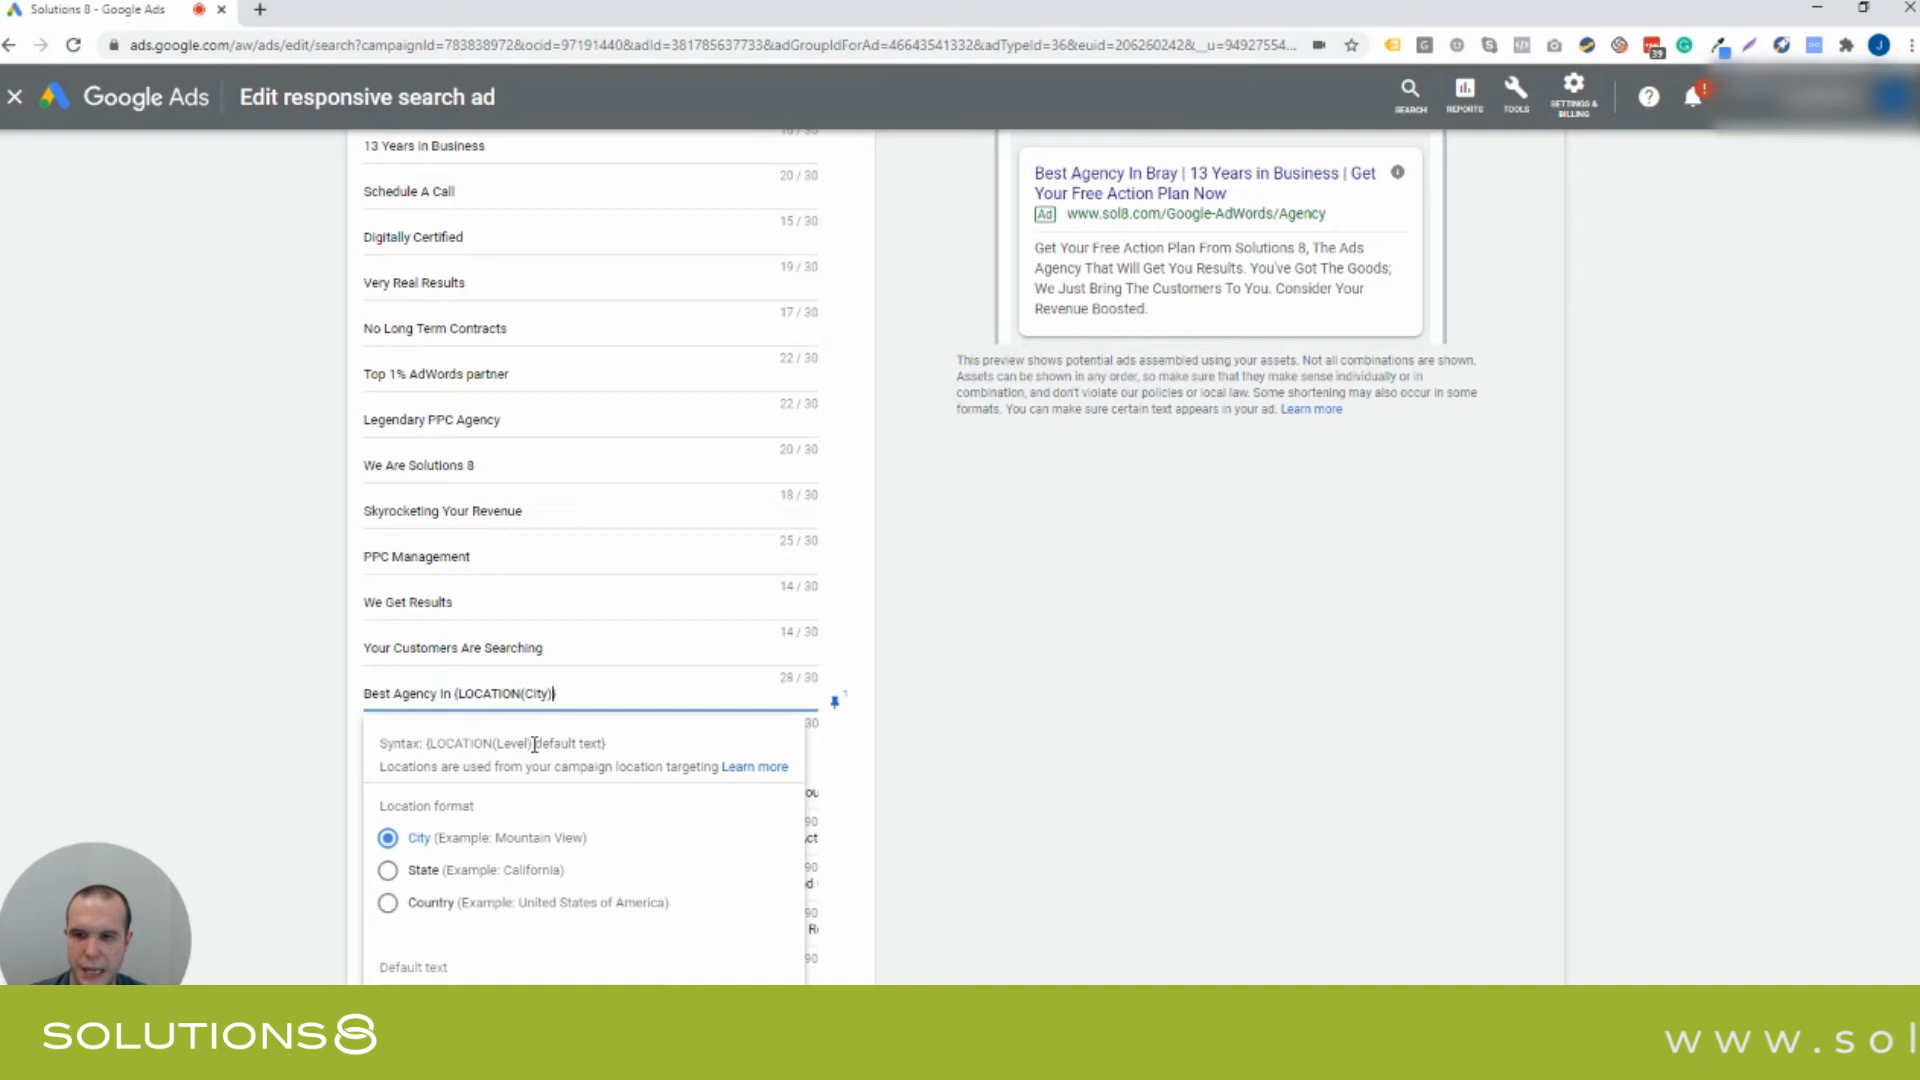 Solutions 8 - Google Ads
ads.google.com/aw/ads/edit/search?campaignId=783838972&ocid=97191440&adId=381785637733&adGroupIdForAd=46643541332&adTypeId=36&euid=206260242&__u=94927554...
39
J
Google Ads
Edit responsive search ad
SEARCH
REPORTS
TOOLS
SETTINGS &
BILLING
?
!
13 Years in Business
20 / 30
Schedule A Call
15 / 30
Digitally Certified
19 / 30
Very Real Results
17 / 30
No Long Term Contracts
22 / 30
Top 1% AdWords partner
22 / 30
Legendary PPC Agency
20 / 30
We Are Solutions 8
18 / 30
Skyrocketing Your Revenue
25 / 30
PPC Management
14 / 30
We Get Results
14 / 30
Your Customers Are Searching
28 / 30
Best Agency In {LOCATION(City)}
1
30
Syntax: {LOCATION(Level):default text}
Locations are used from your campaign location targeting Learn more
Location format
City (Example: Mountain View)
State (Example: California)
Country (Example: United States of America)
Default text
ou
90
90
90
90
Best Agency In Bray | 13 Years in Business | Get
Your Free Action Plan Now
Ad www.sol8.com/Google-AdWords/Agency
Get Your Free Action Plan From Solutions 8, The Ads
Agency That Will Get You Results. You've Got The Goods;
We Just Bring The Customers To You. Consider Your
Revenue Boosted.
This preview shows potential ads assembled using your assets. Not all combinations are shown.
Assets can be shown in any order, so make sure that they make sense individually or in
combination, and don't violate our policies or local law. Some shortening may also occur in some
formats. You can make sure certain text appears in your ad. Learn more
SOLUTIONS8
www.sol